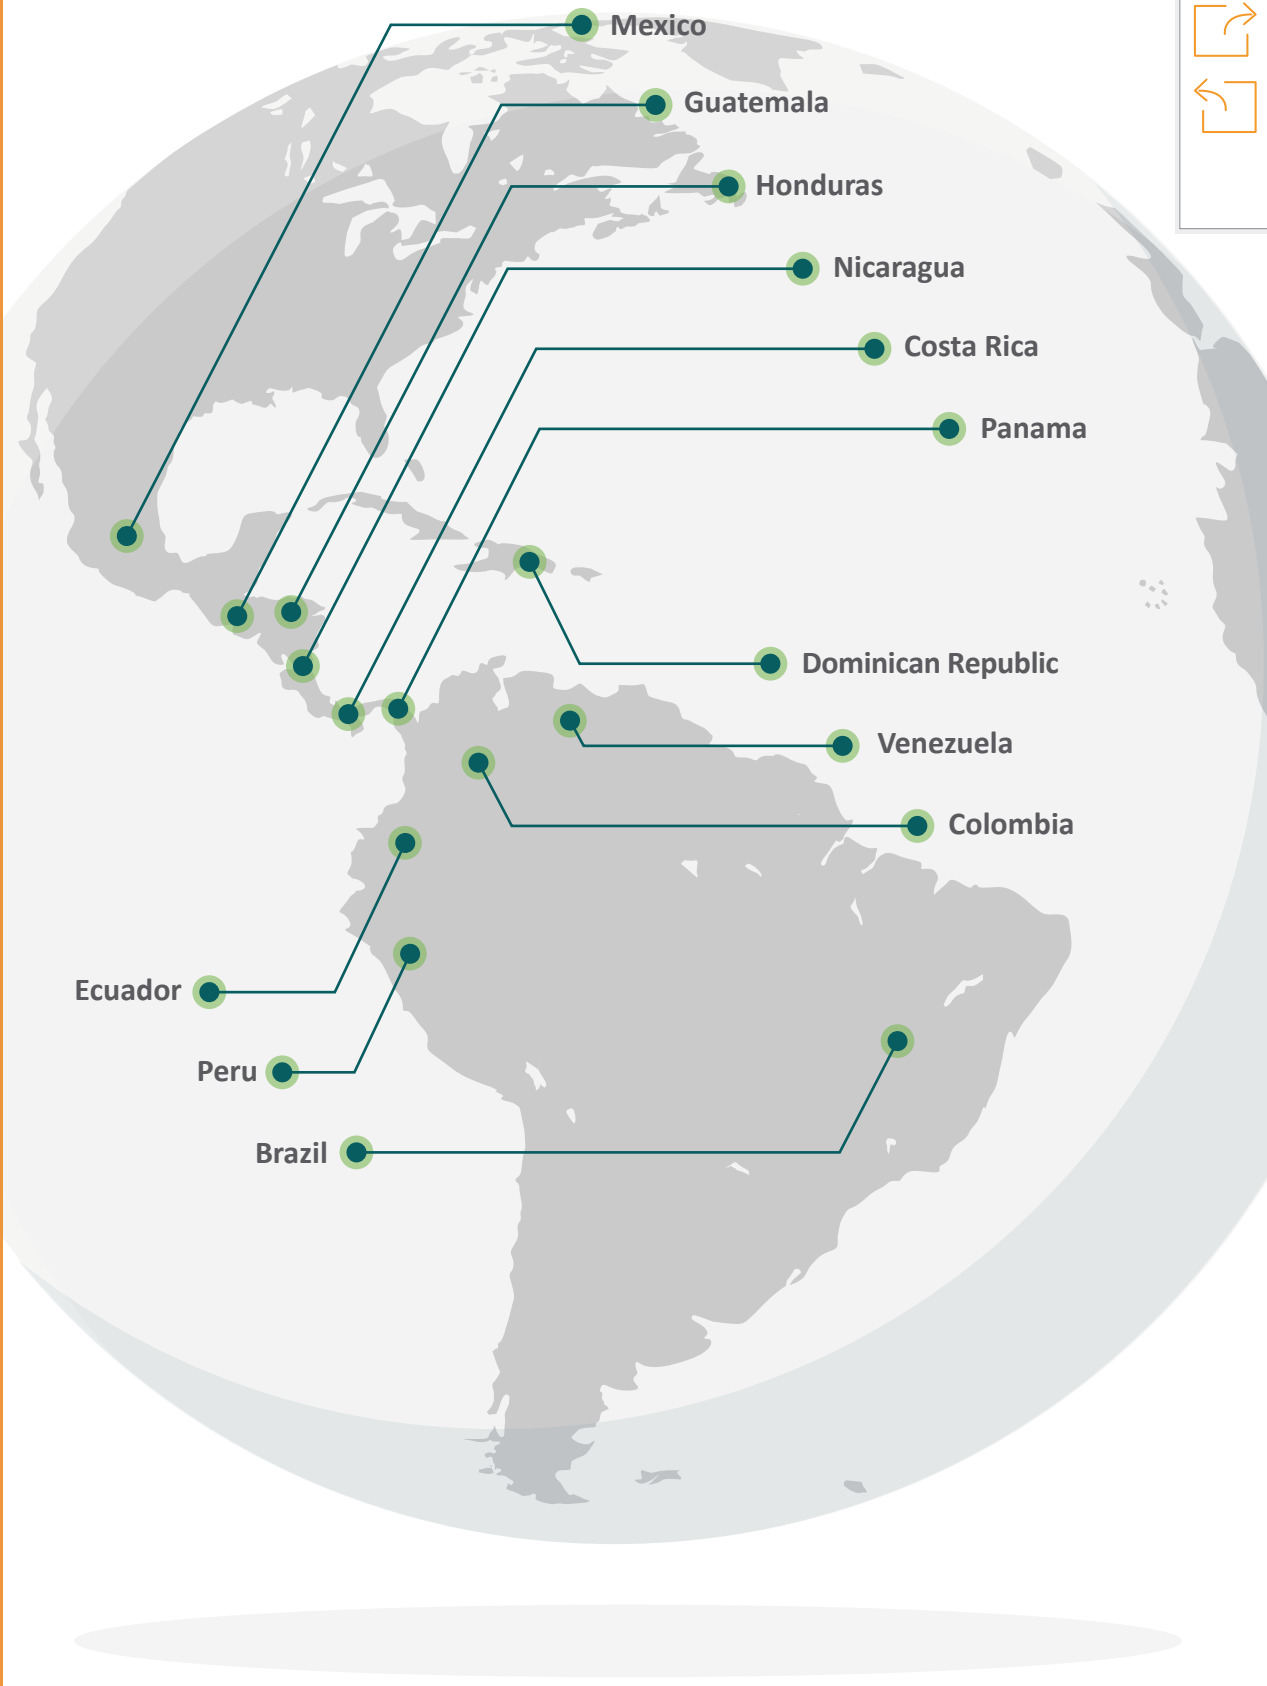 Mexico
Guatemala
Honduras
Nicaragua
Costa Rica
Panama
Dominican Republic
Venezuela
Colombia
Ecuador
Peru
Brazil